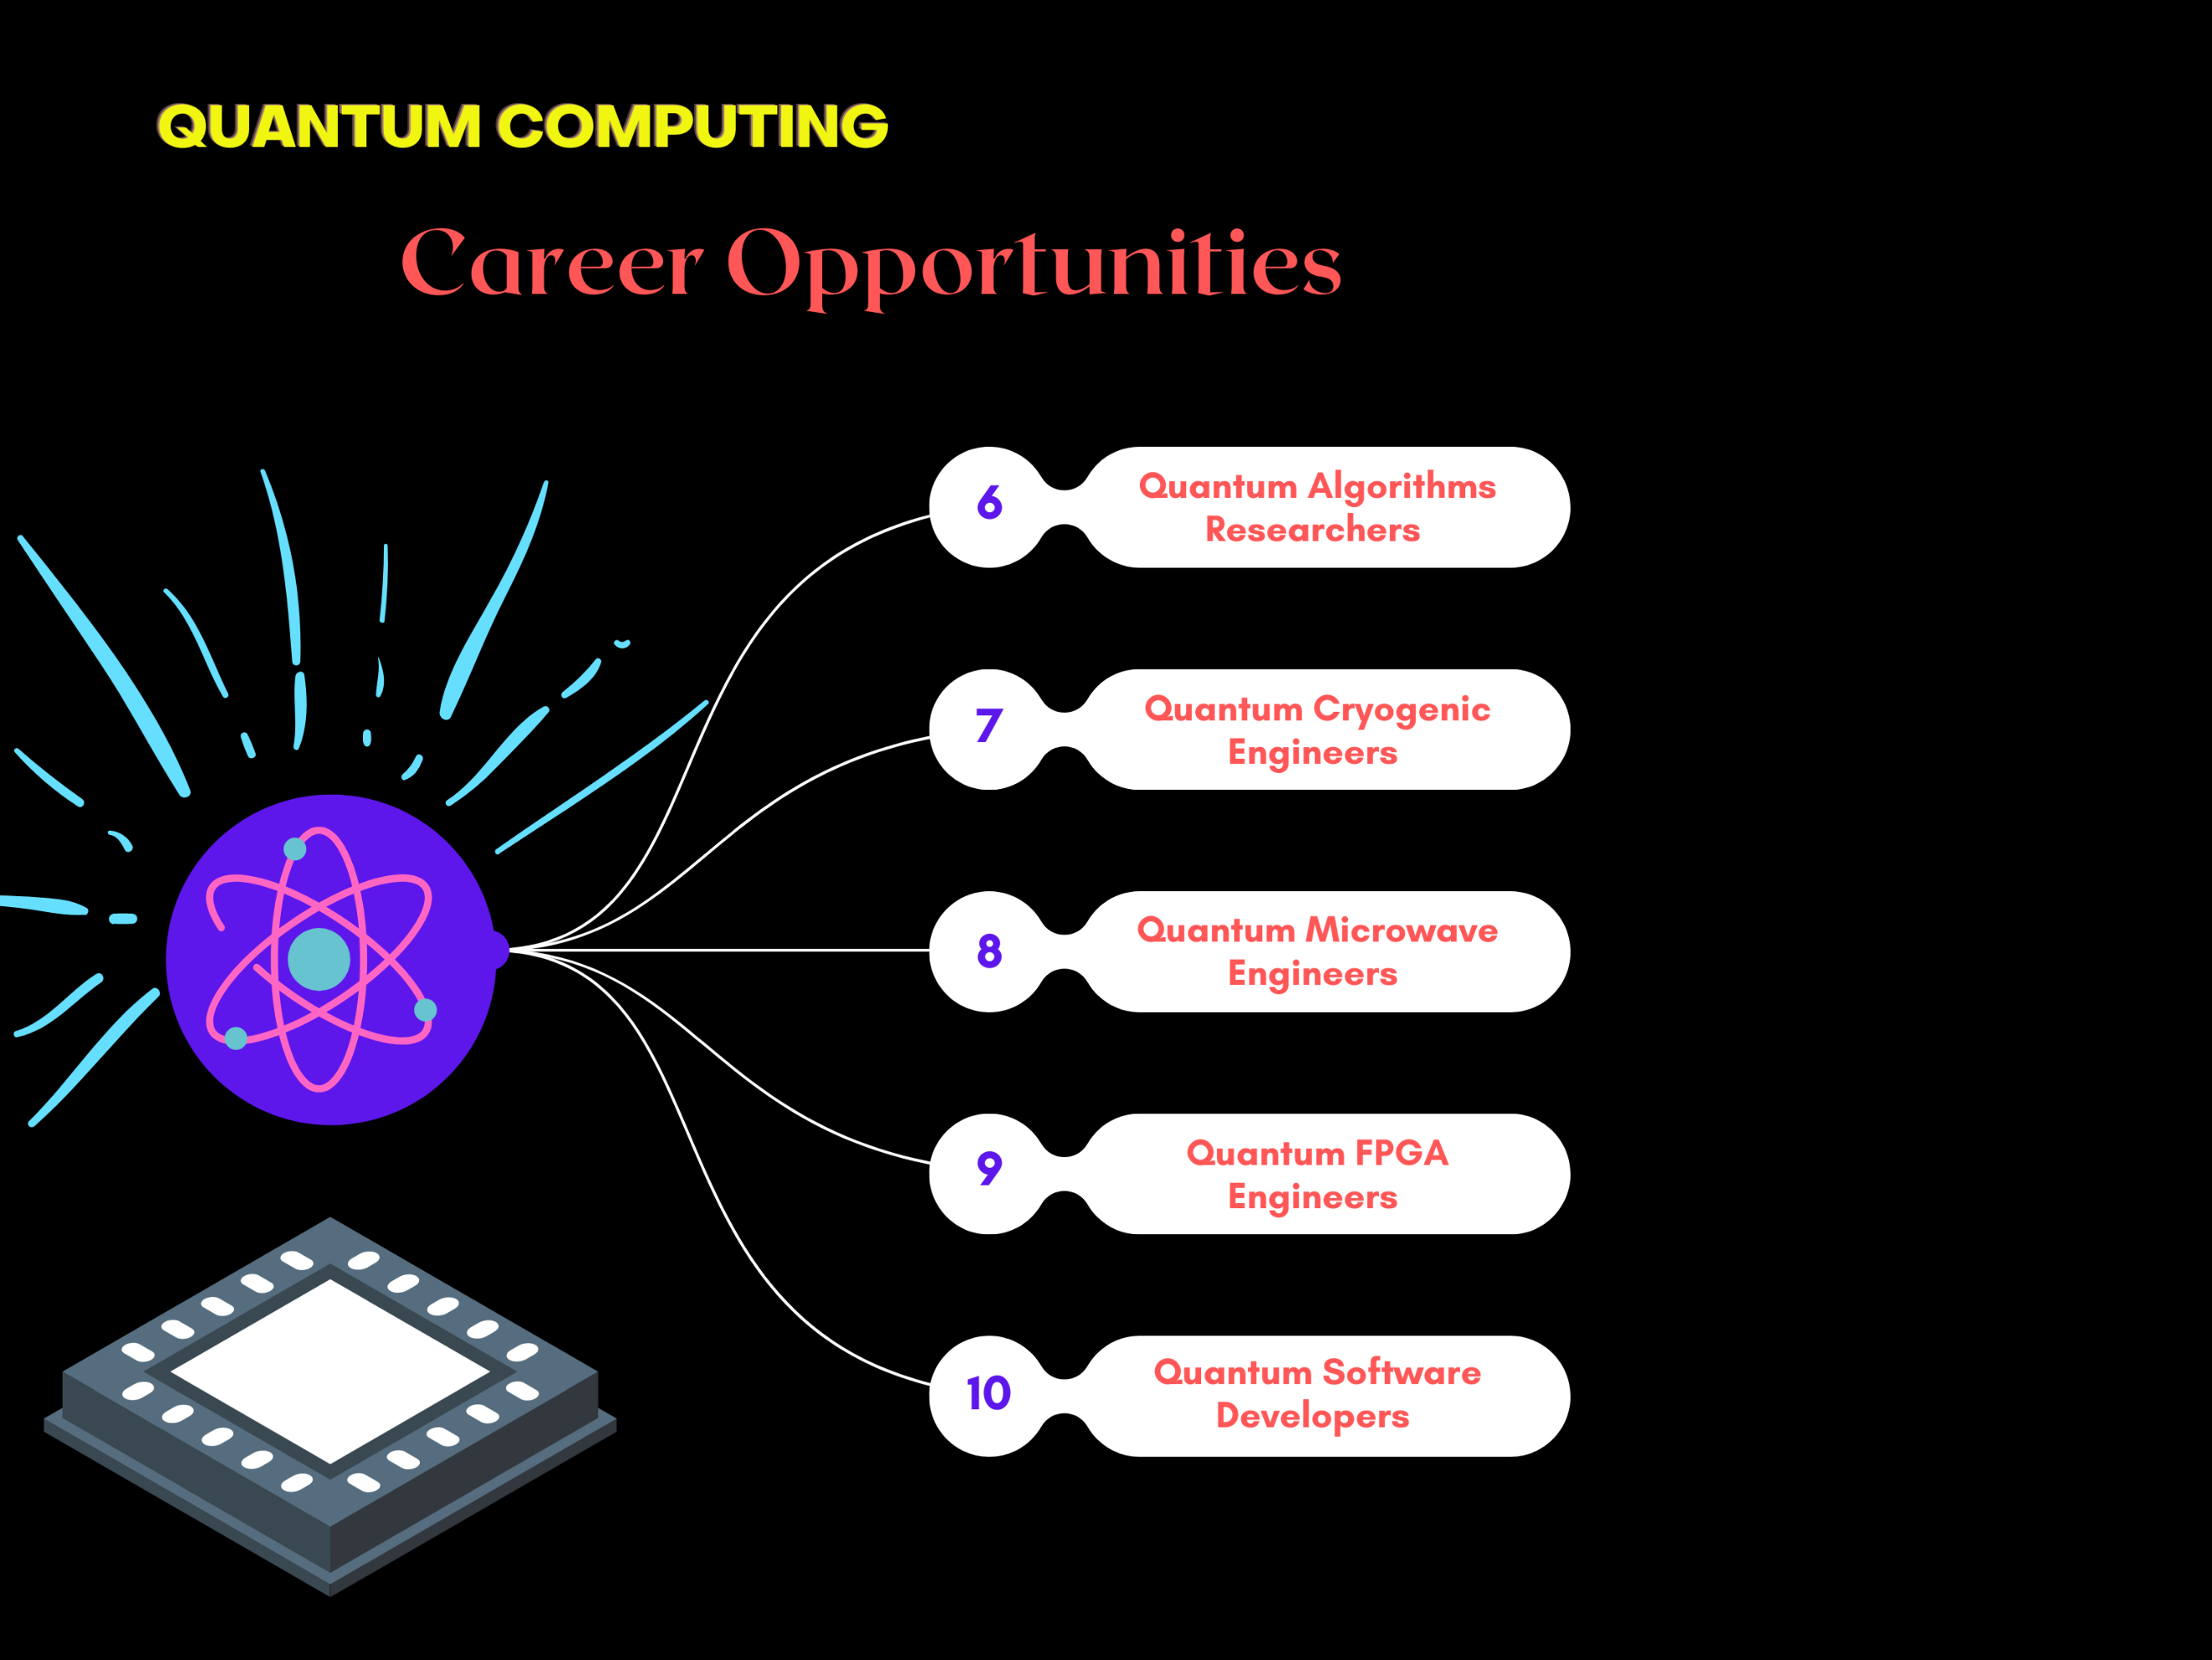 QUANTUM COMPUTING
Career Opportunities
6
Quantum Algorithms
Researchers
7
Quantum Cryogenic
Engineers
8
Quantum Microwave
Engineers
9
Quantum FPGA
Engineers
10
Quantum Software
Developers